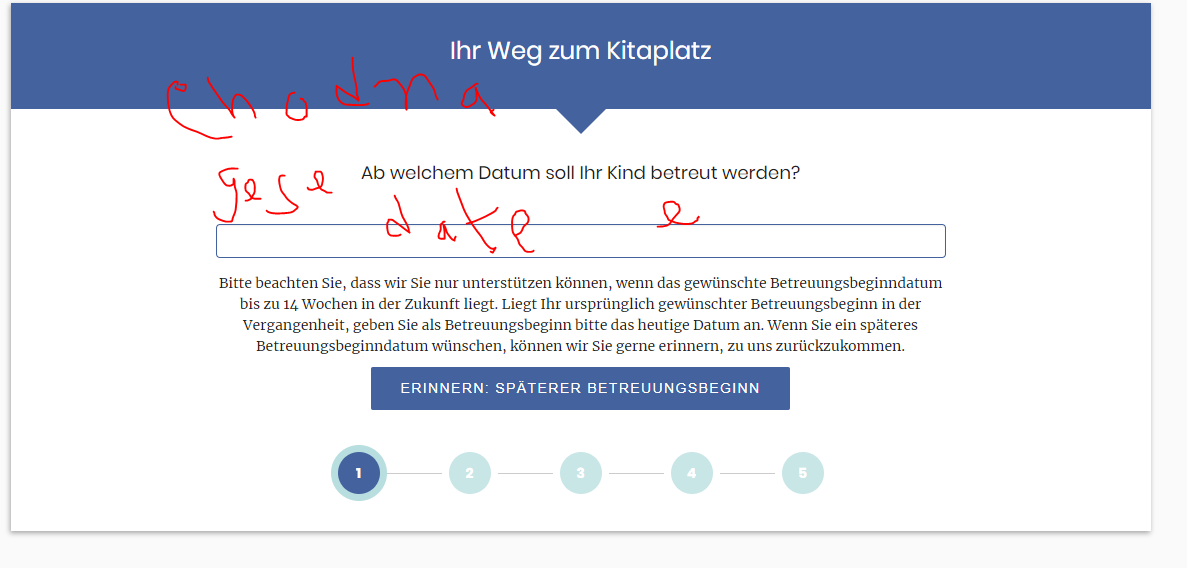 Ihr Weg zum Kitaplatz
Ab welchem Datum soll Ihr Kind betreut werden?
date e
Bitte beachten Sie, dass wir Sie nur unterstützen können, wenn das gewünschte Betreuungsbeginndatum
bis zu 14 Wochen in der Zukunft liegt. Liegt Ihr ursprünglich gewünschter Betreuungsbeginn in der
Vergangenheit, geben Sie als Betreuungsbeginn bitte das heutige Datum an. Wenn Sie ein späteres
Betreuungsbeginndatum wünschen, können wir Sie gerne erinnern, zu uns zurückzukommen.
ERINNERN: SPÄTERER BETREUUNGSBEGINN
1 2 3 4 5